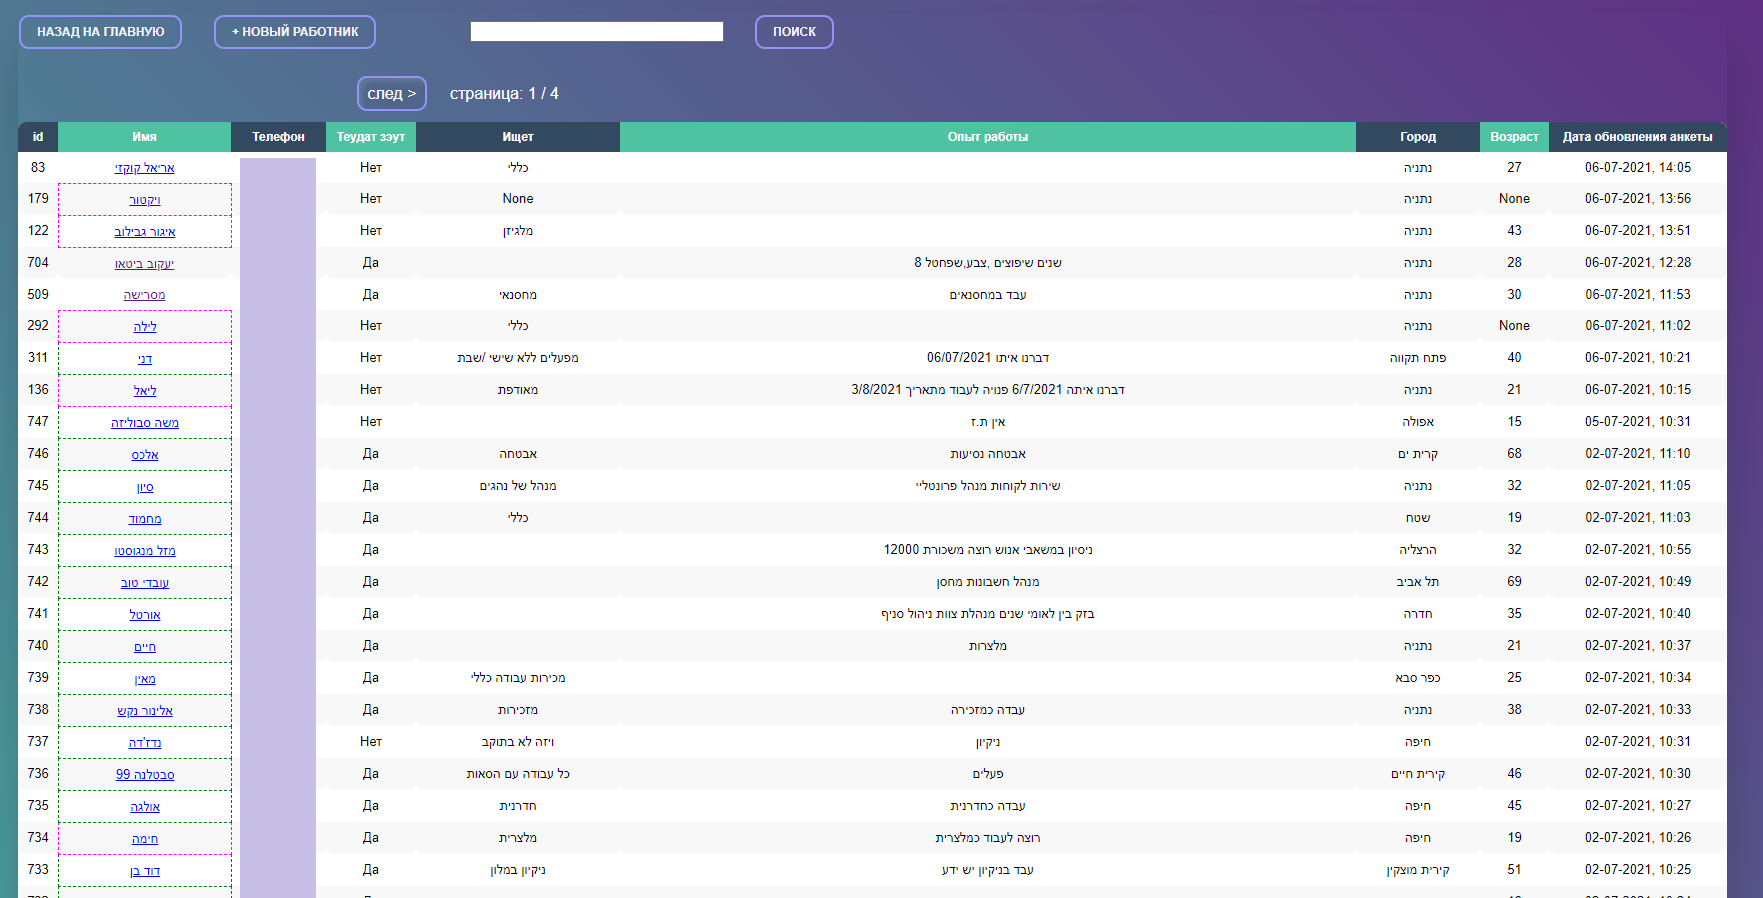 НАЗАД НА ГЛАВНУЮ + НОВЫЙ РАБОТНИК ПОИСК
след > страница: 1 / 4
id Имя Телефон Теудат зэут Ищет Опыт работы Город Возраст Дата обновления анкеты
83 אריאל קוקזי Нет כללי נתניה 27 06-07-2021, 14:05
179 ויקטור Нет None נתניה None 06-07-2021, 13:56
122 איגור גבילוב Нет מלגיזן נתניה 43 06-07-2021, 13:51
704 יעקוב ביטאו Да 8 שנים שיפוצים ,צבע,שפחטל נתניה 28 06-07-2021, 12:28
509 מסרישה Да מחסנאי עבד במחסנאים נתניה 30 06-07-2021, 11:53
292 לילה Нет כללי נתניה None 06-07-2021, 11:02
311 דני Нет מפעלים ללא שישי /שבת דברנו איתו 06/07/2021 פתח תקווה 40 06-07-2021, 10:21
136 ליאל Нет מאודפת דברנו איתה 6/7/2021 פנויה לעבוד מתאריך 3/8/2021 נתניה 21 06-07-2021, 10:15
747 משה סבוליזה Нет אין ת.ז אפולה 15 05-07-2021, 10:31
746 אלכס Да אבטחה אבטחה נסיעות קרית ים 68 02-07-2021, 11:10
745 סיון Да מנהל של נהגים שירות לקוחות מנהל פרונטליי נתניה 32 02-07-2021, 11:05
744 מחמוד Да כללי שטח 19 02-07-2021, 11:03
743 מזל מנגוסטו Да ניסיון במשאבי אנוש רוצה משכורת 12000 הרצליה 32 02-07-2021, 10:55
742 עובדי טוב Да מנהל חשבונות מחסן תל אביב 69 02-07-2021, 10:49
741 אורטל Да בזק בין לאומי שנים מנהלת צוות ניהול סניף חדרה 35 02-07-2021, 10:40
740 חיים Да מלצרות נתניה 21 02-07-2021, 10:37
739 מאין Да מכירות עבודה כללי כפר סבא 25 02-07-2021, 10:34
738 אלינור נקש Да מזכירות עבדה כמזכירה נתניה 38 02-07-2021, 10:33
737 נדז'דה Нет ויזה לא בתוקב ניקיון חיפה 02-07-2021, 10:31
736 סבטלנה 99 Да כל עבודה עם הסאות פעלים קירית חיים 46 02-07-2021, 10:30
735 אולגה Да חדרנית עבדה כחדרנית חיפה 45 02-07-2021, 10:27
734 חימה Да מלצרית רוצה לעבוד כמלצרית חיפה 19 02-07-2021, 10:26
733 דוד בן Да ניקיון במלון עבד בניקיון יש ידע קירית מוצקין 51 02-07-2021, 10:25